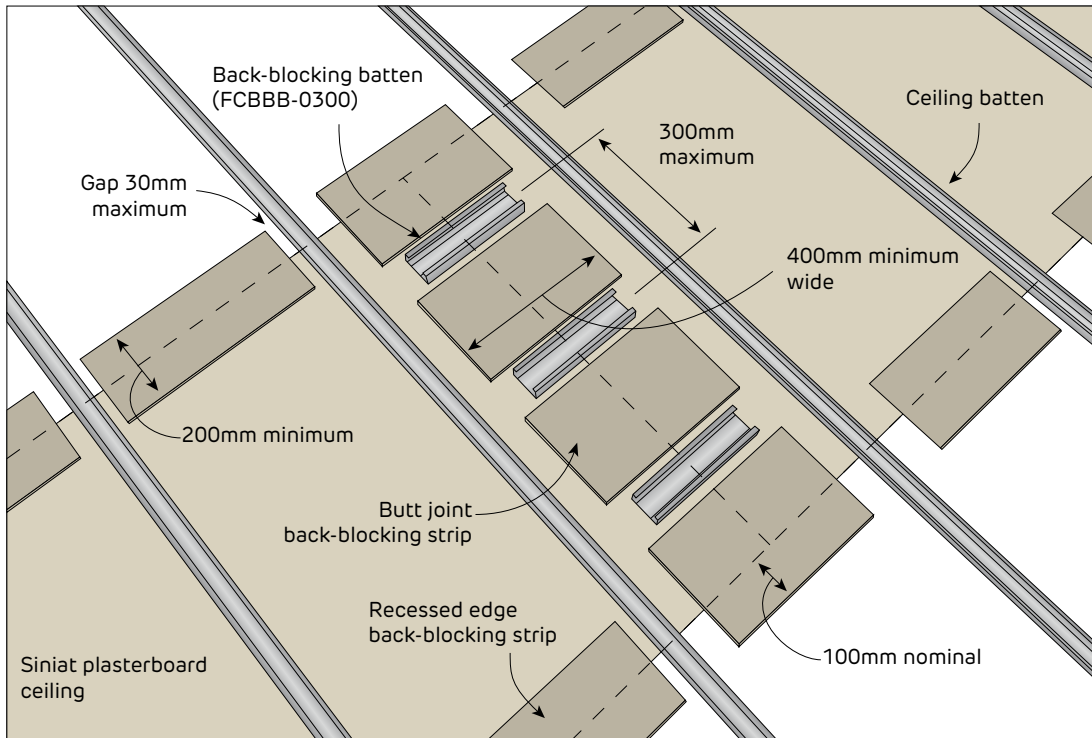 Back-blocking batten
(FCBBB-0300)
Ceiling batten
300mm
maximum
Gap 30mm
maximum
400mm minimum
wide
200mm minimum
Butt joint
back-blocking strip
Recessed edge
back-blocking strip
100mm nominal
Siniat plasterboard
ceiling